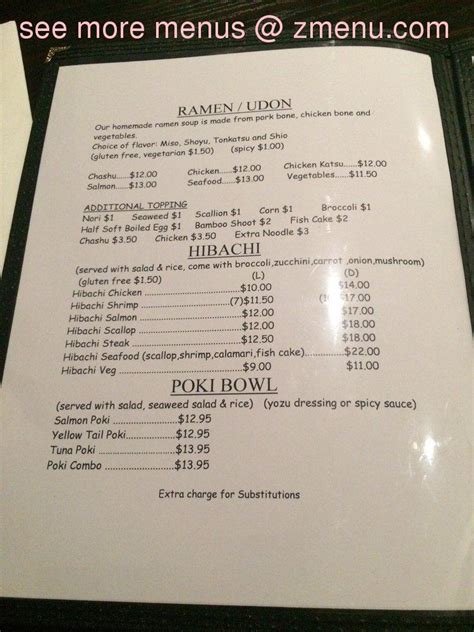 see more menus @ zmenu.com
RAMEN / UDON
Our homemade ramen soup is made from pork bone, chicken bone and
vegetables.
Choice of flavor: Miso, Shoyu, Tonkatsu and Shio
(gluten free, vegetarian $1.50) (spicy $1.00)
Chashu......$12.00 Chicken......$12.00 Chicken Katsu......$12.00
Salmon......$13.00 Seafood......$13.00 Vegetables......$11.50
ADDITIONAL TOPPING
Nori $1 Seaweed $1 Scallion $1 Corn $1 Broccoli $1
Half Soft Boiled Egg $1 Bamboo Shoot $2 Fish Cake $2
Chashu $3.50 Chicken $3.50 Extra Noodle $3
HIBACHI
(served with salad & rice, come with broccoli,zucchini,carrot ,onion,mushroom)
(gluten free $1.50) (L) (D)
Hibachi Chicken ........................$10.00 $14.00
Hibachi Shrimp ........................(7)$11.50 $17.00
Hibachi Salmon ........................$12.00 $17.00
Hibachi Scallop ........................$12.00 $18.00
Hibachi Steak ........................$12.50 $18.00
Hibachi Seafood (scallop,shrimp,calamari,fish cake)............$22.00
Hibachi Veg ........................$9.00 $11.00
POKI BOWL
(served with salad, seaweed salad & rice) (yozu dressing or spicy sauce)
Salmon Poki ..................$12.95
Yellow Tail Poki............$12.95
Tuna Poki ..................$13.95
Poki Combo ..................$13.95
Extra charge for Substitutions